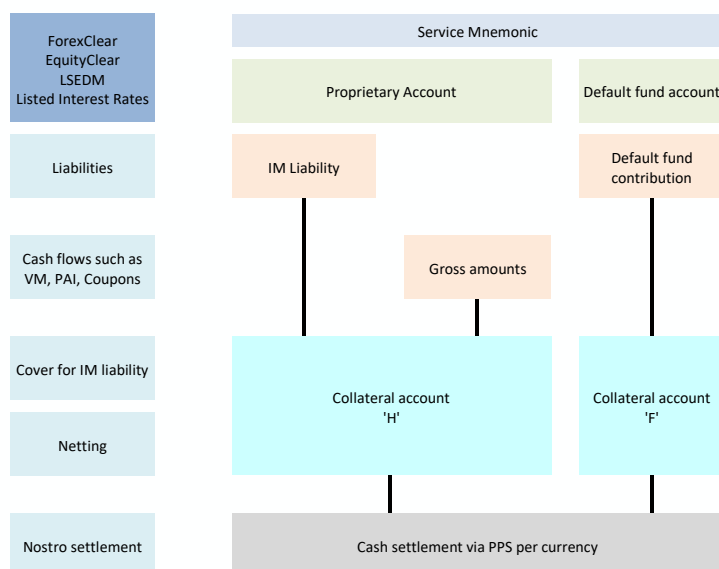 ForexClear
EquityClear
LSEDM
Listed Interest Rates
Service Mnemonic
Proprietary Account
Default fund account
Liabilities
IM Liability
Default fund
contribution
Cash flows such as
VM, PAI, Coupons
Gross amounts
Cover for IM liability
Collateral account
'H'
Collateral account
'F'
Netting
Nostro settlement
Cash settlement via PPS per currency